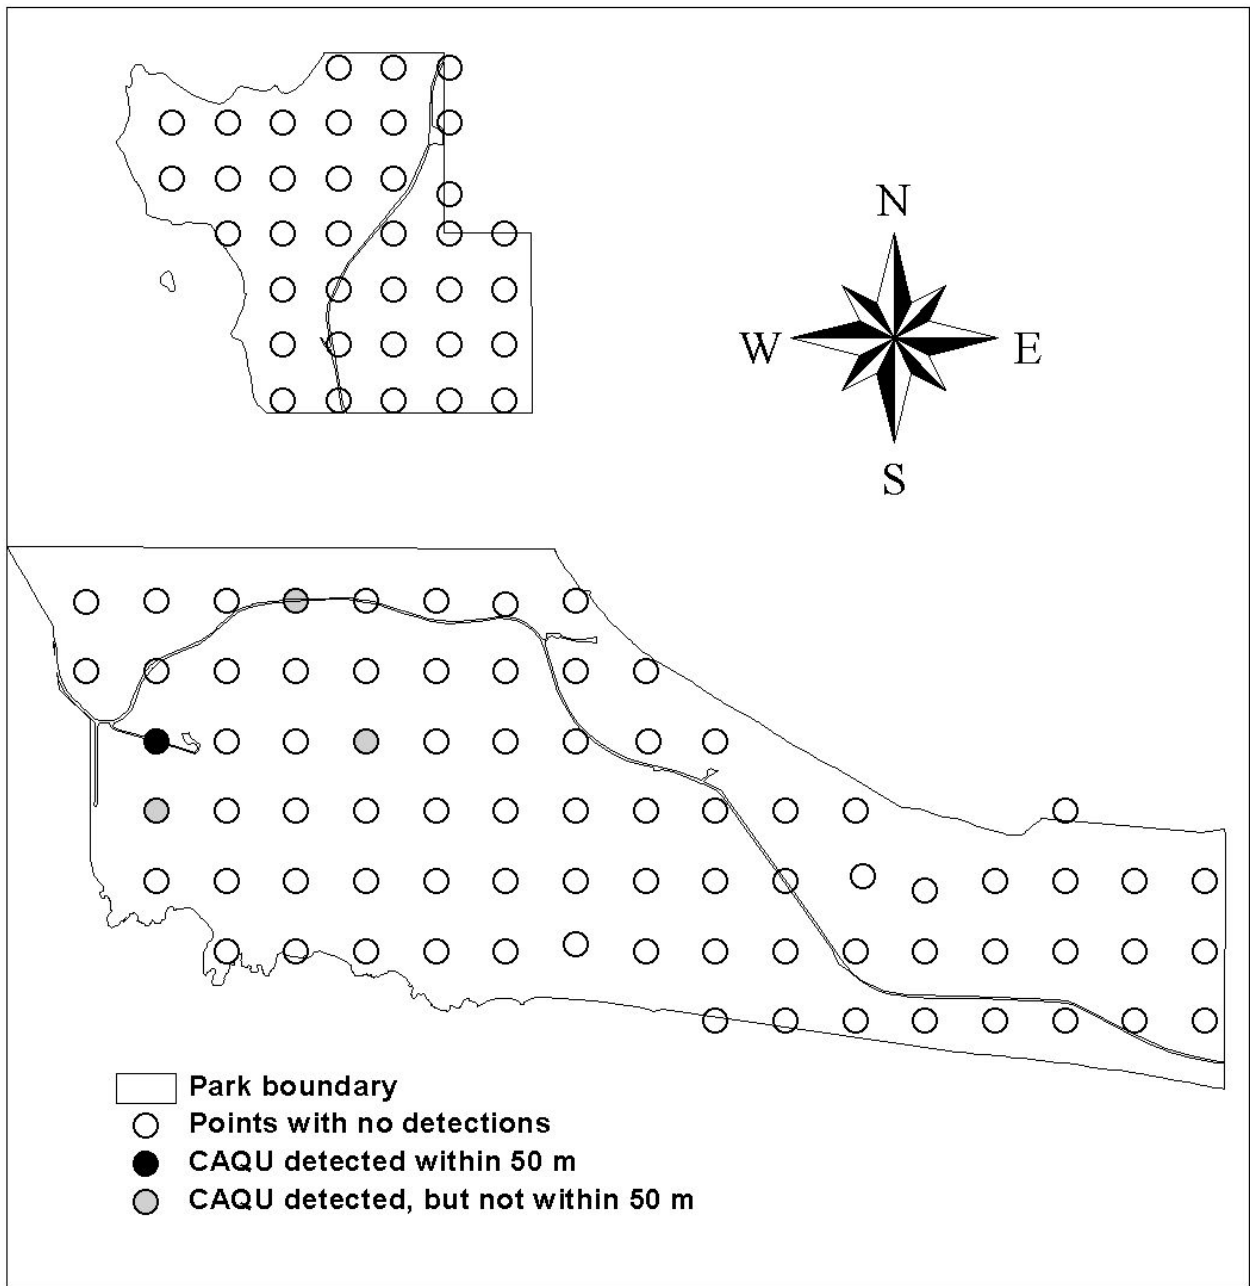 N
W
E
S
Park boundary
Points with no detections
CAQU detected within 50 m
CAQU detected, but not within 50 m